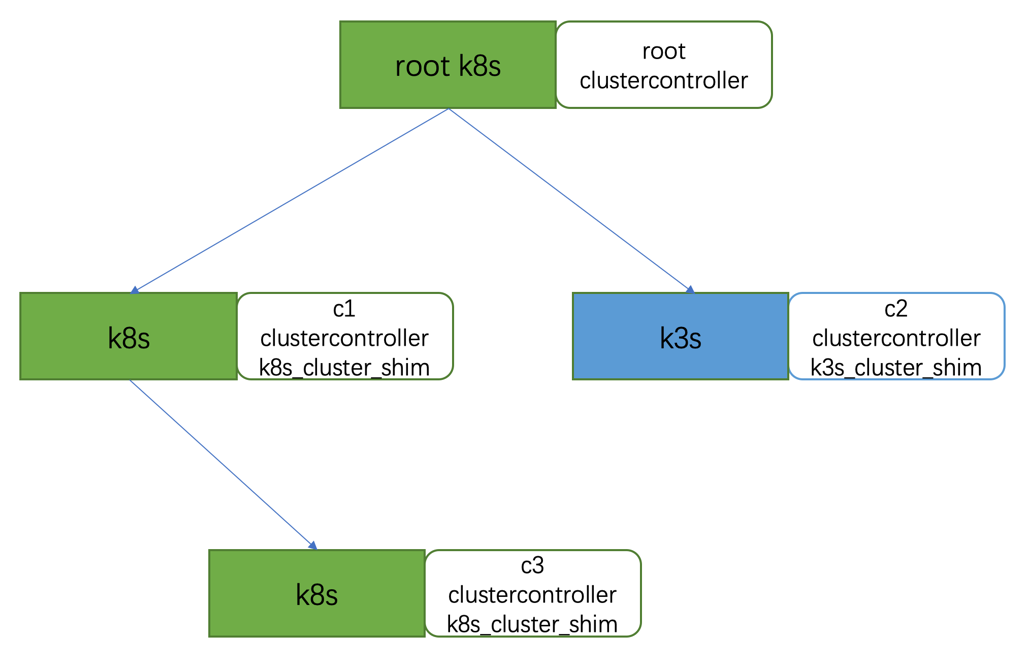 root k8s
root
clustercontroller
k8s
c1
clustercontroller
k8s_cluster_shim
k3s
c2
clustercontroller
k3s_cluster_shim
k8s
c3
clustercontroller
k8s_cluster_shim